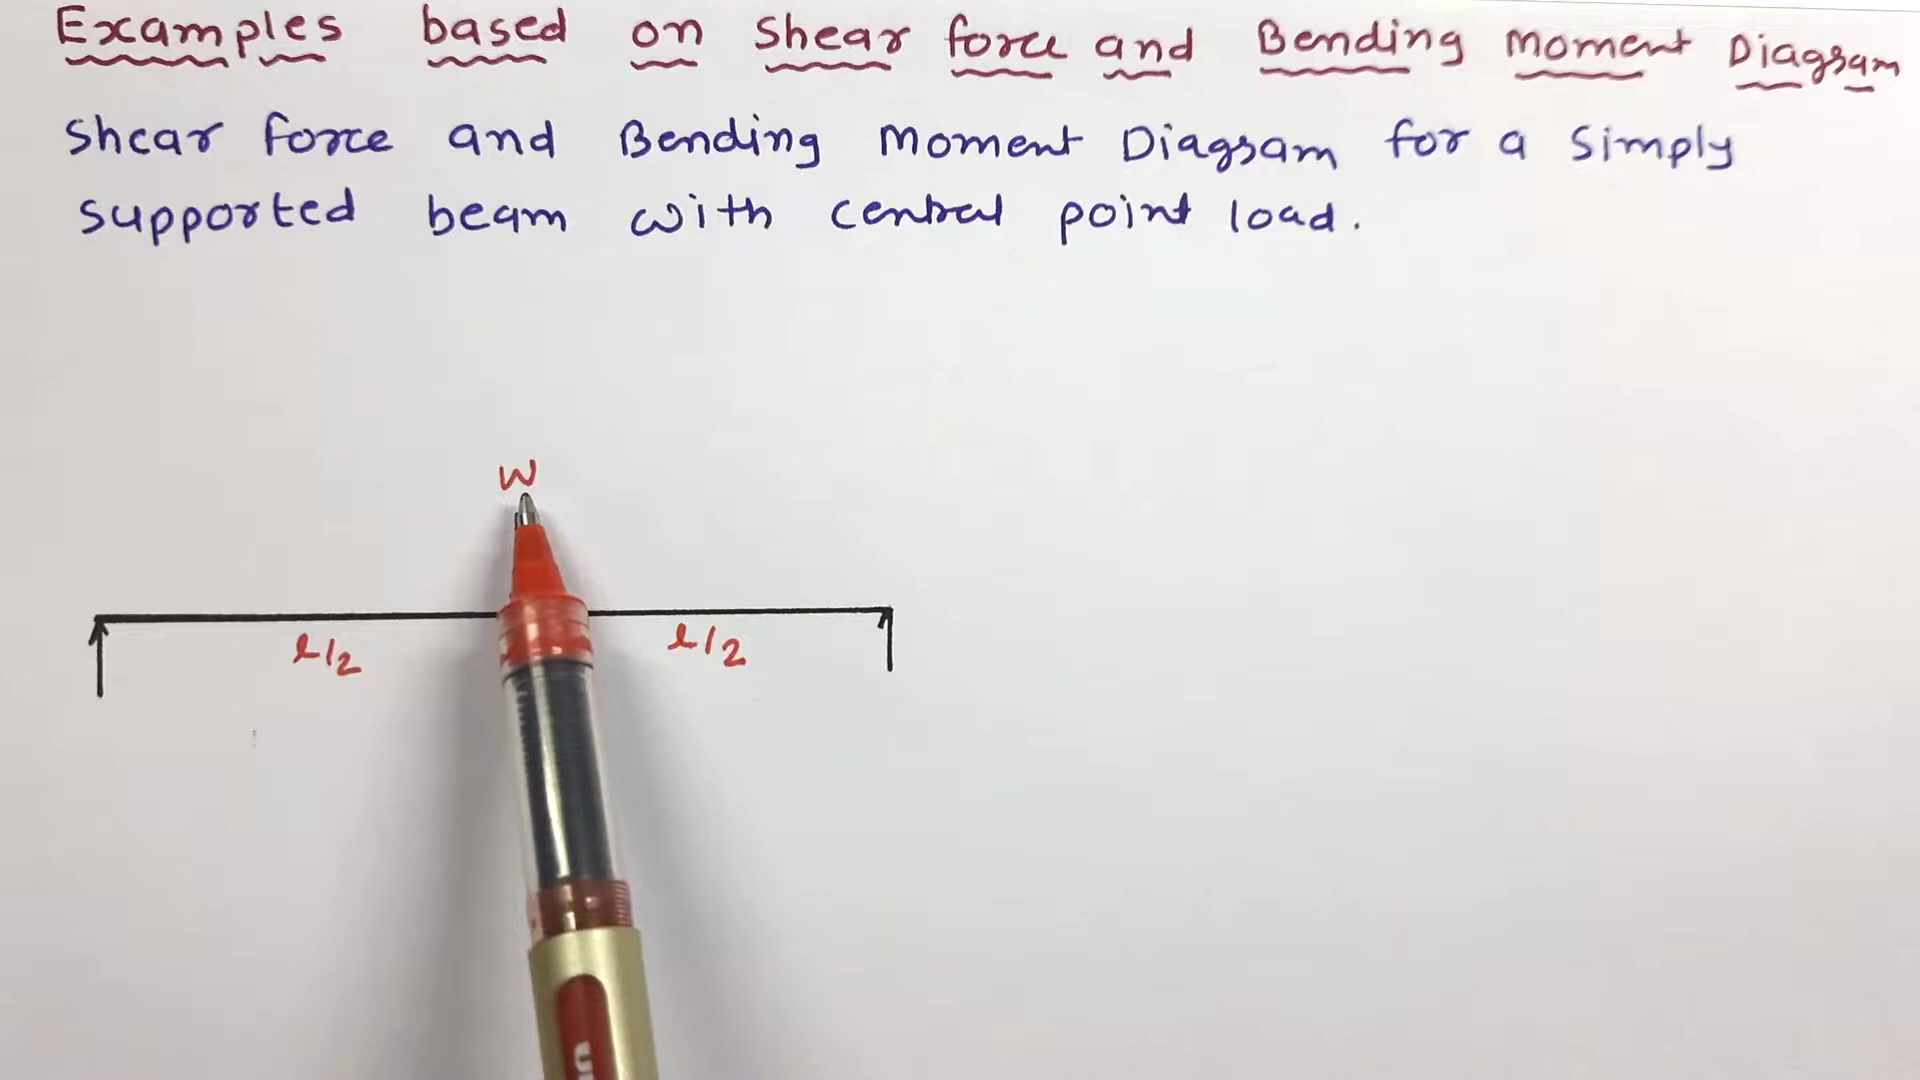 Examples based on shear force and Bending Moment Diagram
Shear force and Bending Moment Diagram for a simply
supported beam with central point load.
W
l/2 l/2